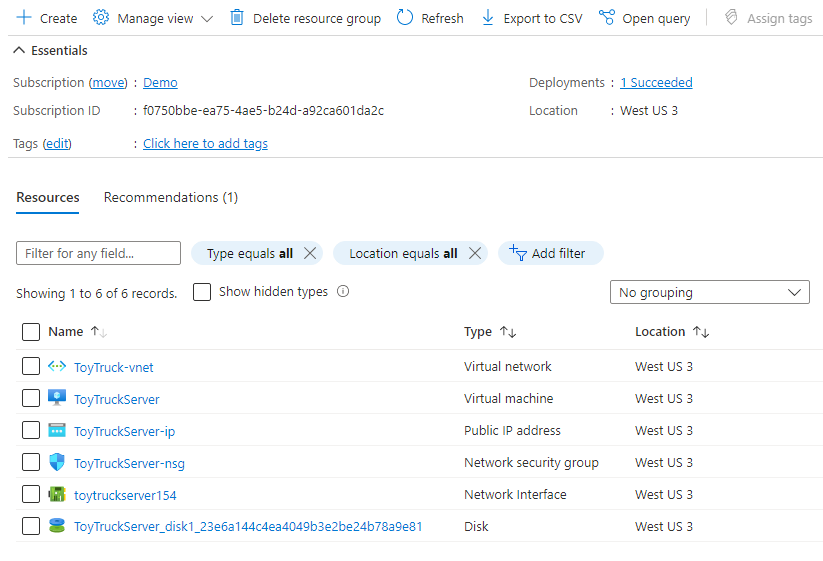 Create Manage view Delete resource group Refresh Export to CSV Open query Assign tags
Essentials
Subscription (move) : Demo Deployments : 1 Succeeded
Subscription ID : f0750bbe-ea75-4ae5-b24d-a92ca601da2c Location : West US 3
Tags (edit) : Click here to add tags
Resources Recommendations (1)
Filter for any field... Type equals all Location equals all Add filter
Showing 1 to 6 of 6 records. Show hidden types No grouping
Name Type Location
ToyTruck-vnet Virtual network West US 3
ToyTruckServer Virtual machine West US 3
ToyTruckServer-ip Public IP address West US 3
ToyTruckServer-nsg Network security group West US 3
toytruckserver154 Network Interface West US 3
ToyTruckServer_disk1_23e6a144c4ea4049b3e2be24b78a9e81 Disk West US 3